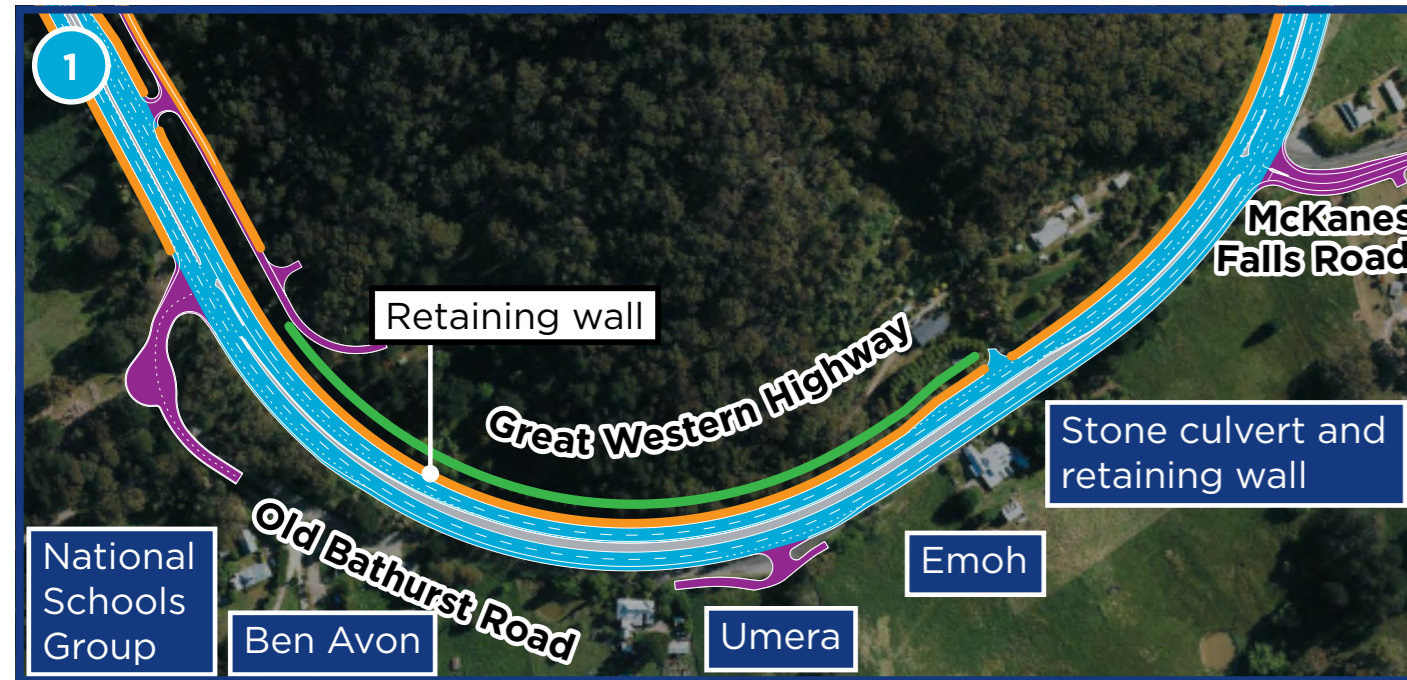 1
McKanes
Falls Road
Retaining wall
Great Western Highway
Stone culvert and
retaining wall
Old Bathurst Road
National
Schools
Group
Ben Avon
Umera
Emoh